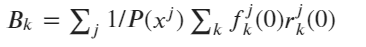 B_k = ∑_j 1/P(x^j) ∑_k f_k^j(0)r_k^j(0)